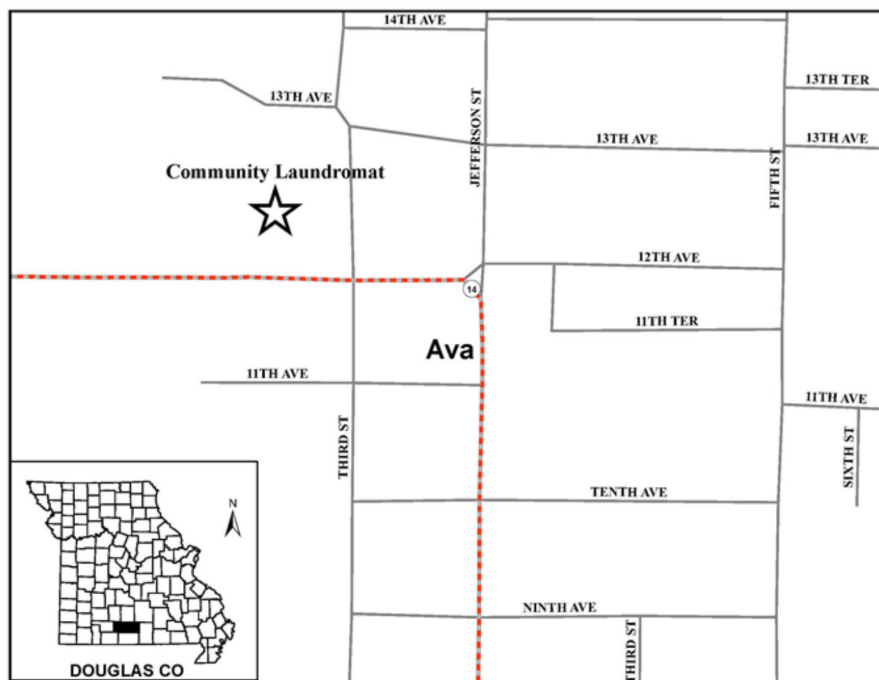 14TH AVE
13TH TER
13TH AVE
13TH AVE
13TH AVE
JEFFERSON ST
FIFTH ST
Community Laundromat
12TH AVE
14
11TH TER
Ava
11TH AVE
11TH AVE
THIRD ST
SIXTH ST
TENTH AVE
N
NINTH AVE
THIRD ST
DOUGLAS CO